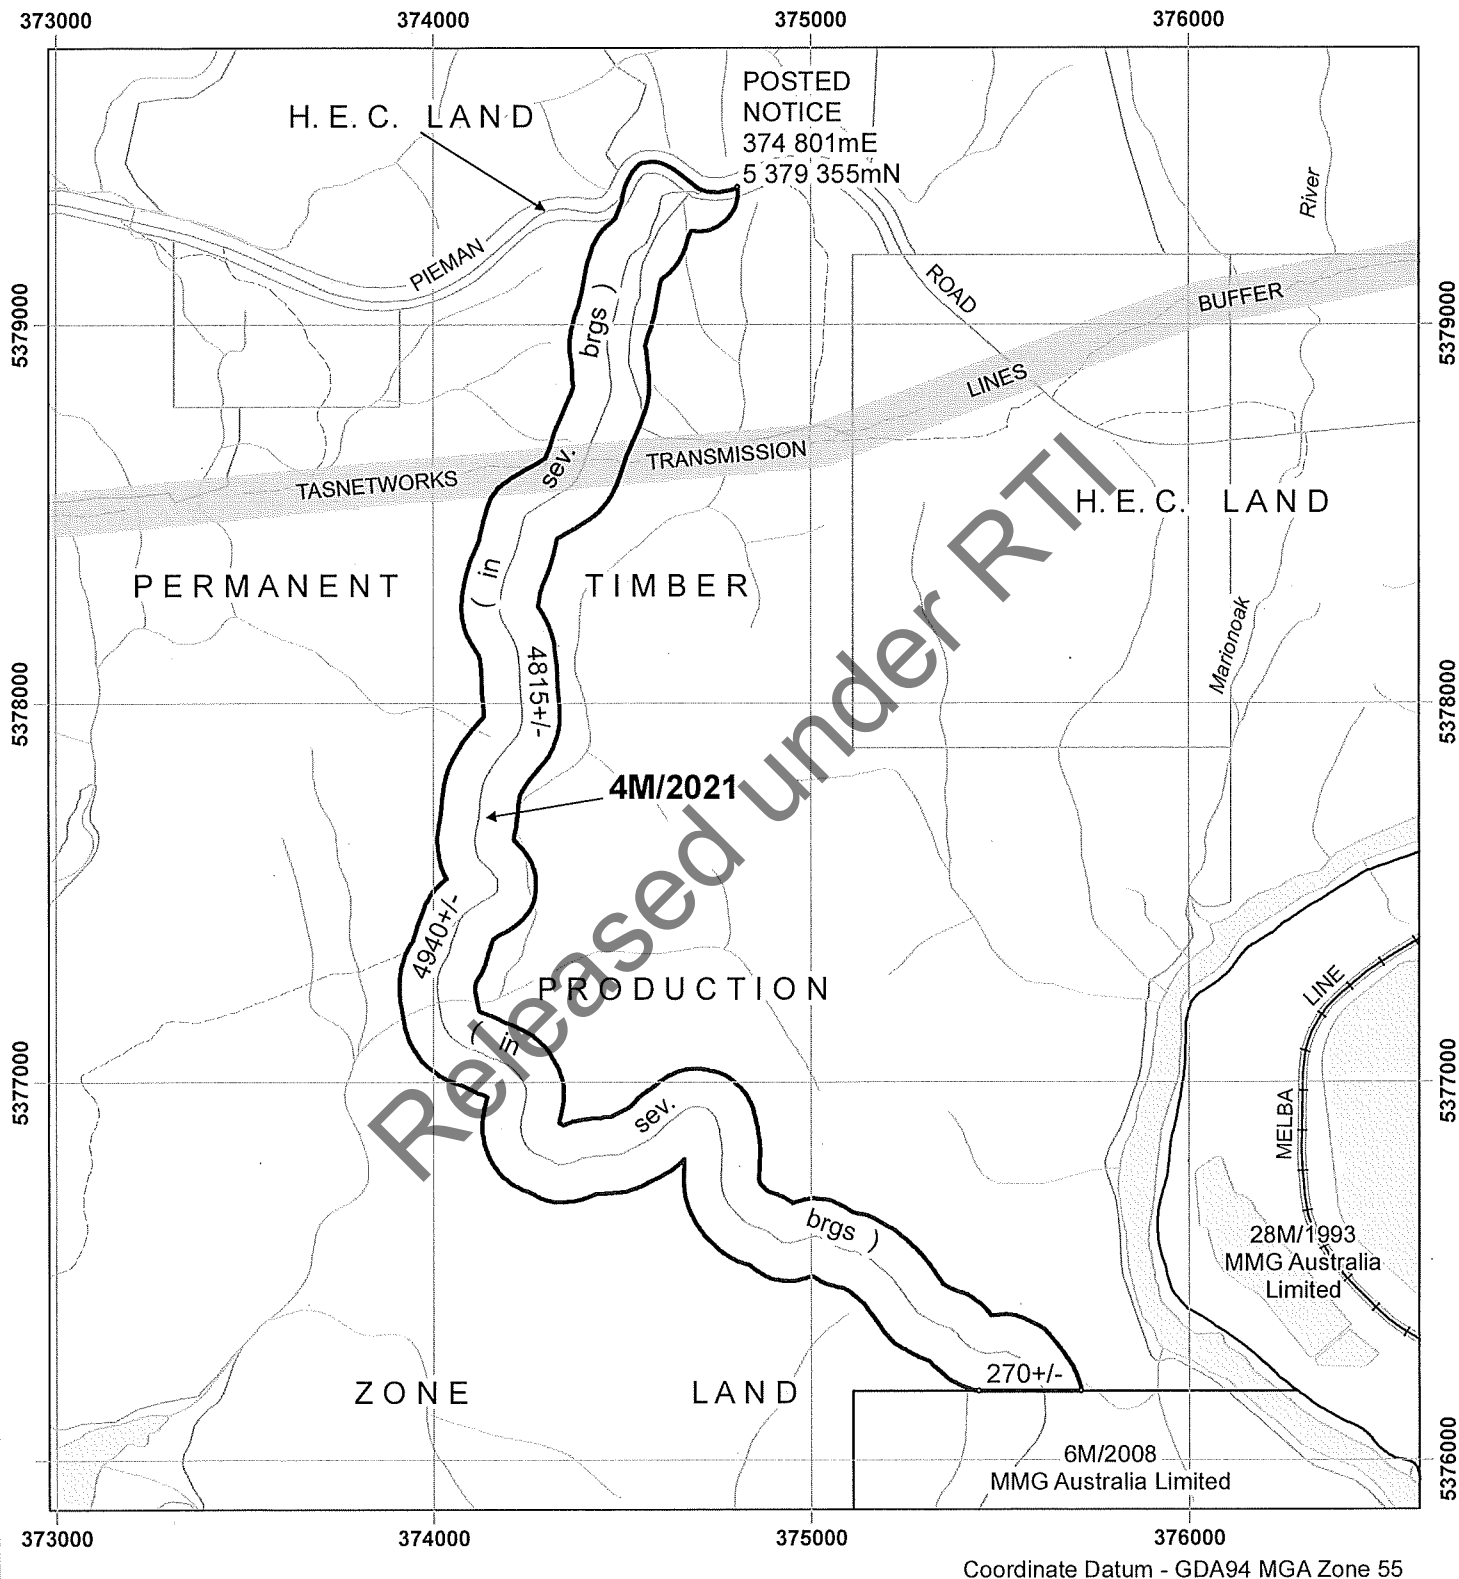 373000 374000 375000 376000
POSTED
NOTICE
374 801mE
5 379 355mN
H. E. C. LAND
River
PIEMAN
ROAD
5379000
5379000
BUFFER
brgs )
LINES
TRANSMISSION
sev.
TASNETWORKS
H. E. C. LAND
( in
PERMANENT TIMBER
Marionoak
4815+/-
5378000
5378000
4M/2021
Released under RTI
4940+/-
PRODUCTION
LINE
( in
5377000
5377000
sev.
MELBA
brgs )
28M/1993
MMG Australia
Limited
270+/-
ZONE LAND
6M/2008
MMG Australia Limited
5376000
373000 374000 375000 376000
Coordinate Datum - GDA94 MGA Zone 55